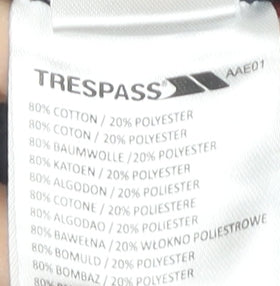 TRESPASS® AAE01
80% COTTON / 20% POLYESTER
80% COTON / 20% POLYESTER
80% BAUMWOLLE /20% POLYESTER
80% KATOEN / 20% POLYESTER
80% ALGODON / 20% POLIESTER
80% COTONE / 20% POLIESTERE
80% ALGODAO / 20% POLIESTER
80% BAWEŁNA / 20% WŁOKNO POLIESTROWE
80% BOMULD / 20% POLYESTER
80% BOMBAZ / 20% POLYESTER
80%